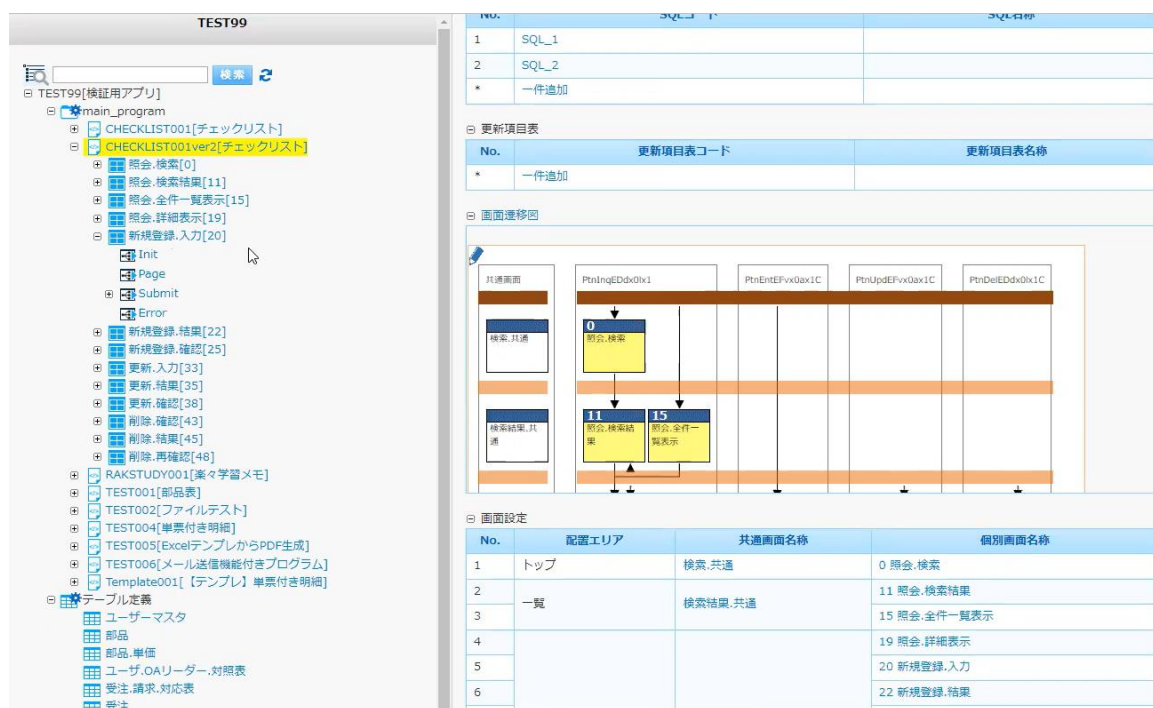 TEST99
検索
TEST99[検証用アプリ]
main_program
CHECKLIST001[チェックリスト]
CHECKLIST001ver2[チェックリスト]
照会.検索[0]
照会.検索結果[11]
照会.全件一覧表示[15]
照会.詳細表示[19]
新規登録.入力[20]
Init
Page
Submit
Error
新規登録.結果[22]
新規登録.確認[25]
更新.入力[33]
更新.結果[35]
更新.確認[38]
削除.確認[43]
削除.結果[45]
削除.再確認[48]
RAKSTUDY001[楽々学習メモ]
TEST001[部品表]
TEST002[ファイルテスト]
TEST004[単票付き明細]
TEST005[ExcelテンプレからPDF生成]
TEST006[メール送信機能付きプログラム]
Template001[【テンプレ】単票付き明細]
テーブル定義
ユーザーマスタ
部品
部品.単価
ユーザ.OAリーダー.対照表
受注.請求.対応表
受注
No. SQLコード SQL名称
1 SQL_1
2 SQL_2
* 一件追加
更新項目表
No. 更新項目表コード 更新項目表名称
* 一件追加
画面遷移図
共通画面 PtnInqEDdx0lx1 PtnEntEFvx0ax1C PtnUpdEFvx0ax1C PtnDelEDdx0lx1C
0
検索.共通 照会.検索
11 15
検索結果.共通 照会.検索結果 照会.全件一覧表示
画面設定
No. 配置エリア 共通画面名称 個別画面名称
1 トップ 検索.共通 0 照会.検索
2 一覧 検索結果.共通 11 照会.検索結果
3 15 照会.全件一覧表示
4 19 照会.詳細表示
5 20 新規登録.入力
6 22 新規登録.結果